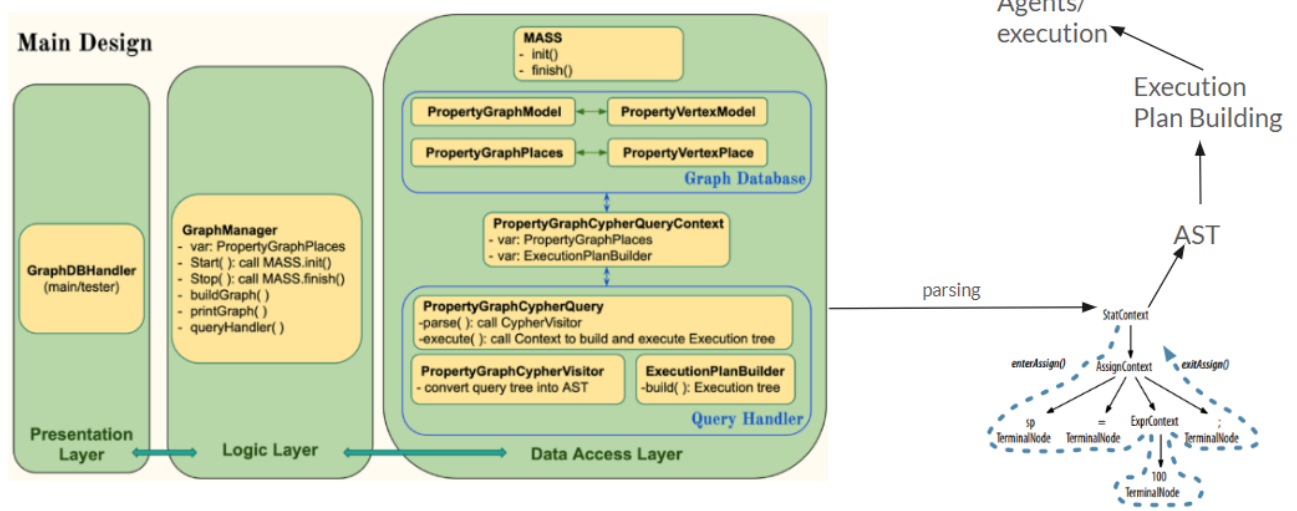 Main Design
GraphDBHandler
(main/tester)
Presentation
Layer
GraphManager
- var: PropertyGraphPlaces
- Start( ): call MASS.init()
- Stop( ): call MASS.finish()
- buildGraph( )
- printGraph( )
- queryHandler( )
Logic Layer
MASS
- init()
- finish()
PropertyGraphModel
PropertyVertexModel
PropertyGraphPlaces
PropertyVertexPlace
Graph Database
PropertyGraphCypherQueryContext
- var: PropertyGraphPlaces
- var: ExecutionPlanBuilder
PropertyGraphCypherQuery
-parse( ): call CypherVisitor
-execute( ): call Context to build and execute Execution tree
PropertyGraphCypherVisitor
- convert query tree into AST
ExecutionPlanBuilder
-build( ): Execution tree
Query Handler
Data Access Layer
parsing
Agents/
execution
Execution
Plan Building
AST
StatContext
enterAssign()
AssignContext
exitAssign()
sp
TerminalNode
=
TerminalNode
ExprContext
;
TerminalNode
100
TerminalNode